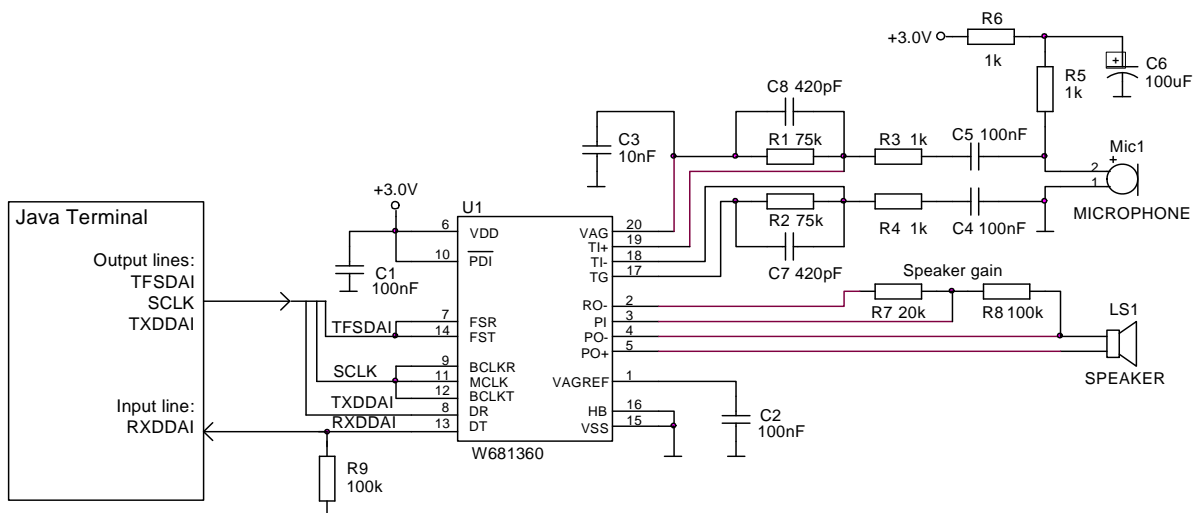 R6
+3.0V
1k
+
C6
100uF
R5
1k
C8 420pF
C3
10nF
R1 75k
R3 1k
C5 100nF
Mic1
+
2
1
MICROPHONE
R2 75k
R4 1k
C4 100nF
C7 420pF
+3.0V
U1
Java Terminal
Output lines:
TFSDAI
SCLK
TXDDAI
Input line:
RXDDAI
C1
100nF
6 VDD
10 PDI
7 FSR
TFSDAI 14 FST
9 BCLKR
SCLK 11 MCLK
12 BCLKT
TXDDAI 8 DR
RXDDAI 13 DT
VAG 20
TI+ 19
TI- 18
TG 17
RO- 2
PI 3
PO- 4
PO+ 5
VAGREF 1
HB 16
VSS 15
W681360
Speaker gain
R7 20k
R8 100k
LS1
SPEAKER
C2
100nF
R9
100k